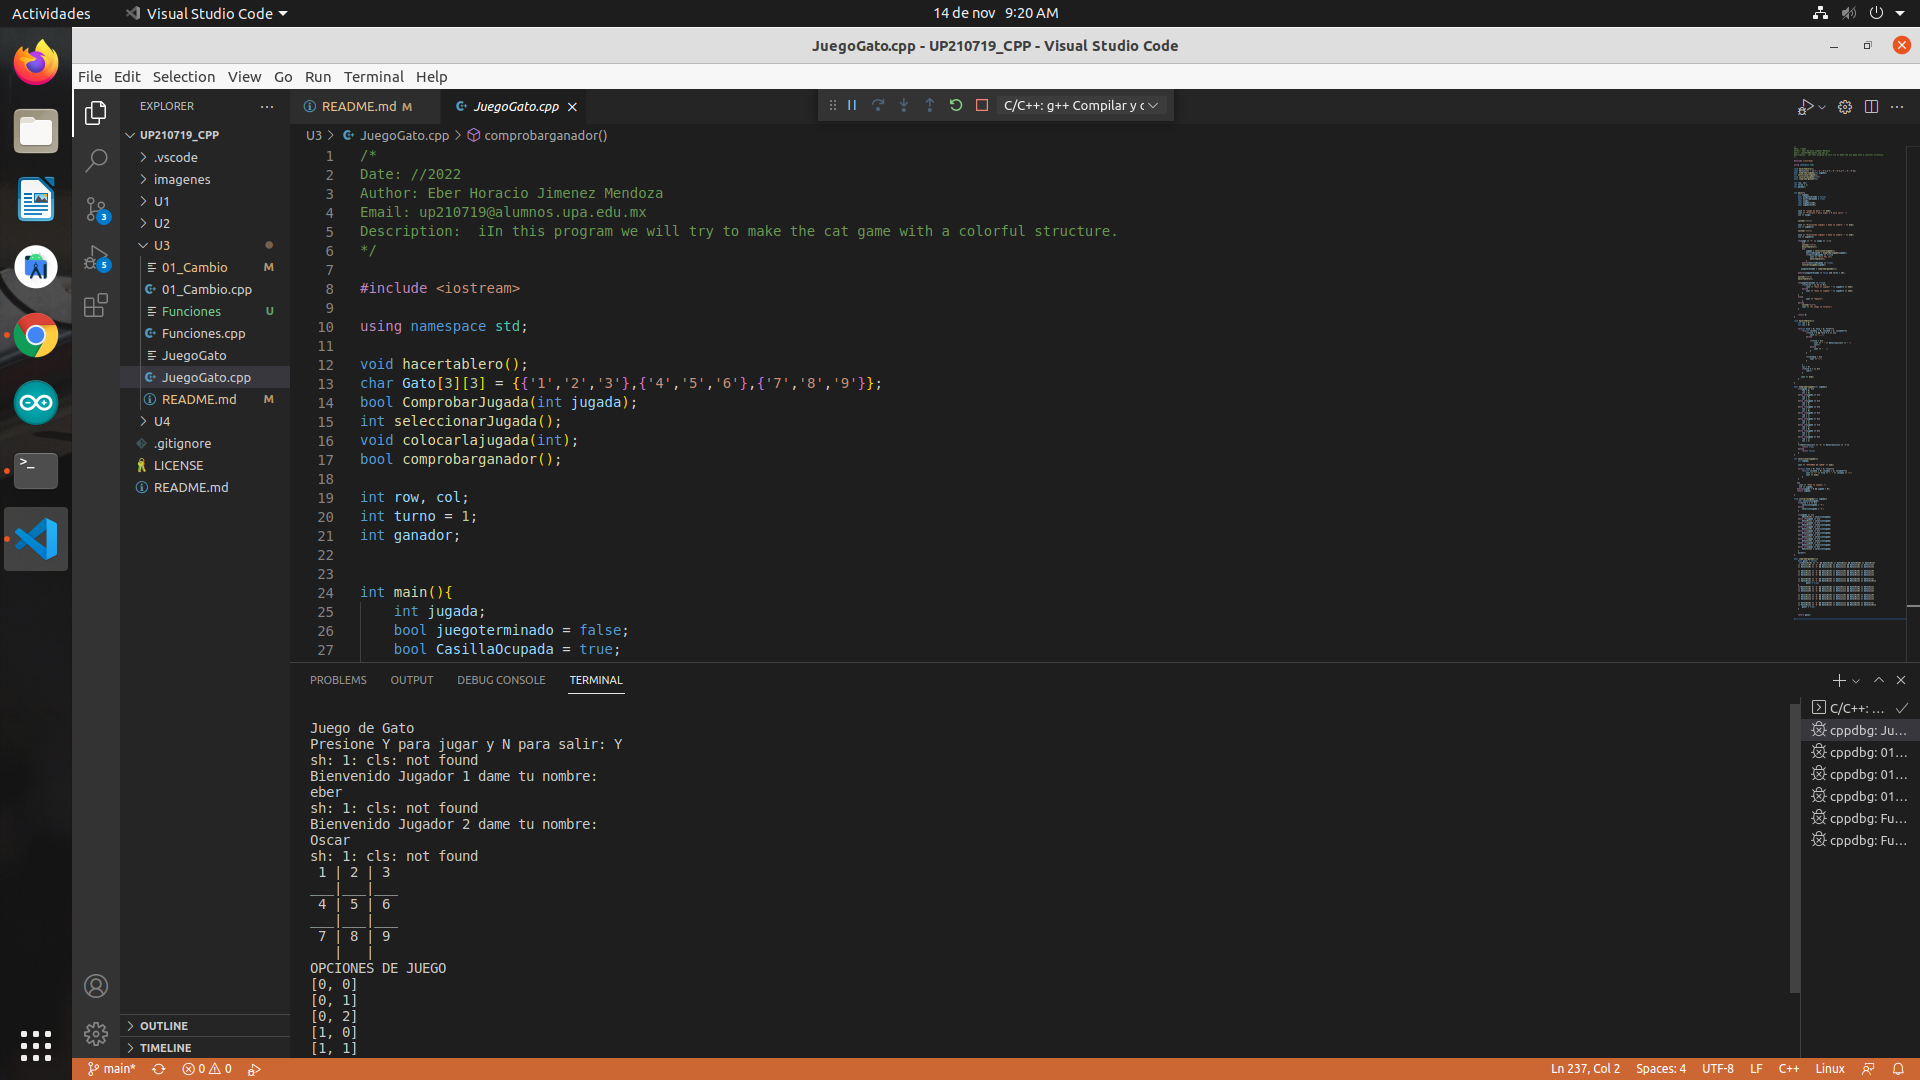 Actividades
Visual Studio Code
14 de nov 9:20 AM
JuegoGato.cpp - UP210719_CPP - Visual Studio Code
File Edit Selection View Go Run Terminal Help
EXPLORER
UP210719_CPP
.vscode
imagenes
U1
U2
U3
01_Cambio M
01_Cambio.cpp
Funciones U
Funciones.cpp
JuegoGato
JuegoGato.cpp
README.md M
U4
.gitignore
LICENSE
README.md
OUTLINE
TIMELINE
3
5
README.md M
JuegoGato.cpp
C/C++: g++ Compilar y c
U3 > JuegoGato.cpp > comprobarganador()
1 /*
2 Date: //2022
3 Author: Eber Horacio Jimenez Mendoza
4 Email: up210719@alumnos.upa.edu.mx
5 Description:  iIn this program we will try to make the cat game with a colorful structure.
6 */
7
8 #include <iostream>
9
10 using namespace std;
11
12 void hacertablero();
13 char Gato[3][3] = {{'1','2','3'},{'4','5','6'},{'7','8','9'}};
14 bool ComprobarJugada(int jugada);
15 int seleccionarJugada();
16 void colocarlajugada(int);
17 bool comprobarganador();
18
19 int row, col;
20 int turno = 1;
21 int ganador;
22
23
24 int main(){
25 int jugada;
26 bool juegoterminado = false;
27 bool CasillaOcupada = true;
PROBLEMS OUTPUT DEBUG CONSOLE TERMINAL
Juego de Gato
Presione Y para jugar y N para salir: Y
sh: 1: cls: not found
Bienvenido Jugador 1 dame tu nombre:
eber
sh: 1: cls: not found
Bienvenido Jugador 2 dame tu nombre:
Oscar
sh: 1: cls: not found
 1 | 2 | 3
___|___|___
 4 | 5 | 6
___|___|___
 7 | 8 | 9
   |   |
OPCIONES DE JUEGO
[0, 0]
[0, 1]
[0, 2]
[1, 0]
[1, 1]
C/C++: ...
cppdbg: Ju...
cppdbg: 01...
cppdbg: 01...
cppdbg: 01...
cppdbg: Fu...
cppdbg: Fu...
main* 0 0
Ln 237, Col 2 Spaces: 4 UTF-8 LF C++ Linux